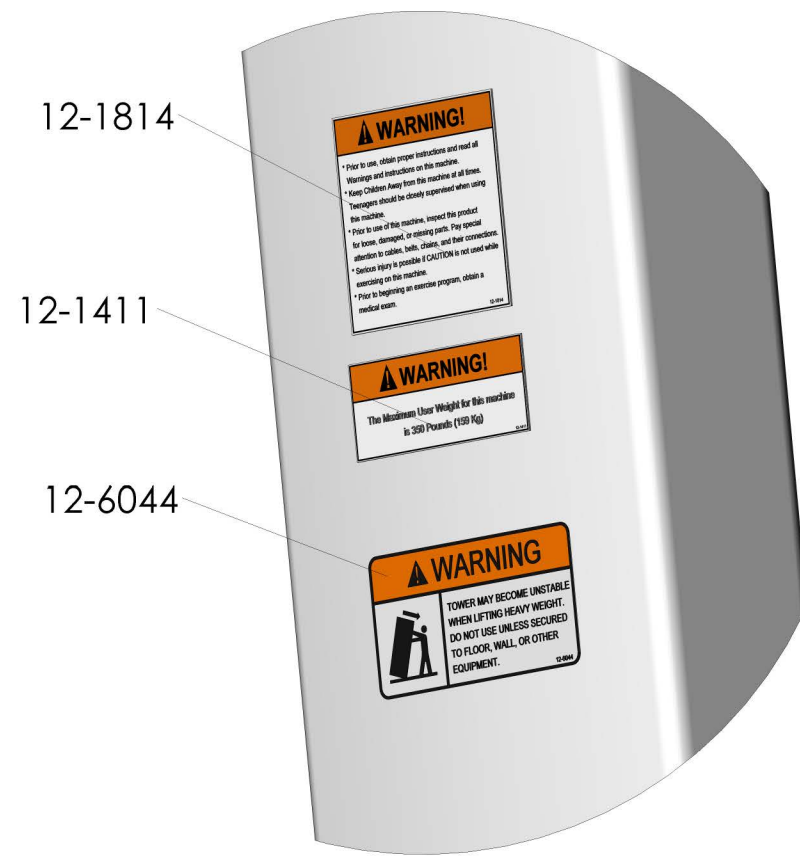 12-1814
WARNING!
* Prior to use, obtain proper instructions and read all
Warnings and instructions on this machine.
* Keep Children Away from this machine at all times.
Teenagers should be closely supervised when using
this machine.
* Prior to use of this machine, inspect this product
for loose, damaged, or missing parts. Pay special
attention to cables, belts, chains, and their connections.
* Serious injury is possible if CAUTION is not used while
exercising on this machine.
* Prior to beginning an exercise program, obtain a
medical exam.
12-1814
12-1411
WARNING!
The Maximum User Weight for this machine
is 350 Pounds (159 Kg)
12-1411
12-6044
WARNING
TOWER MAY BECOME UNSTABLE
WHEN LIFTING HEAVY WEIGHT.
DO NOT USE UNLESS SECURED
TO FLOOR, WALL, OR OTHER
EQUIPMENT.
12-6044